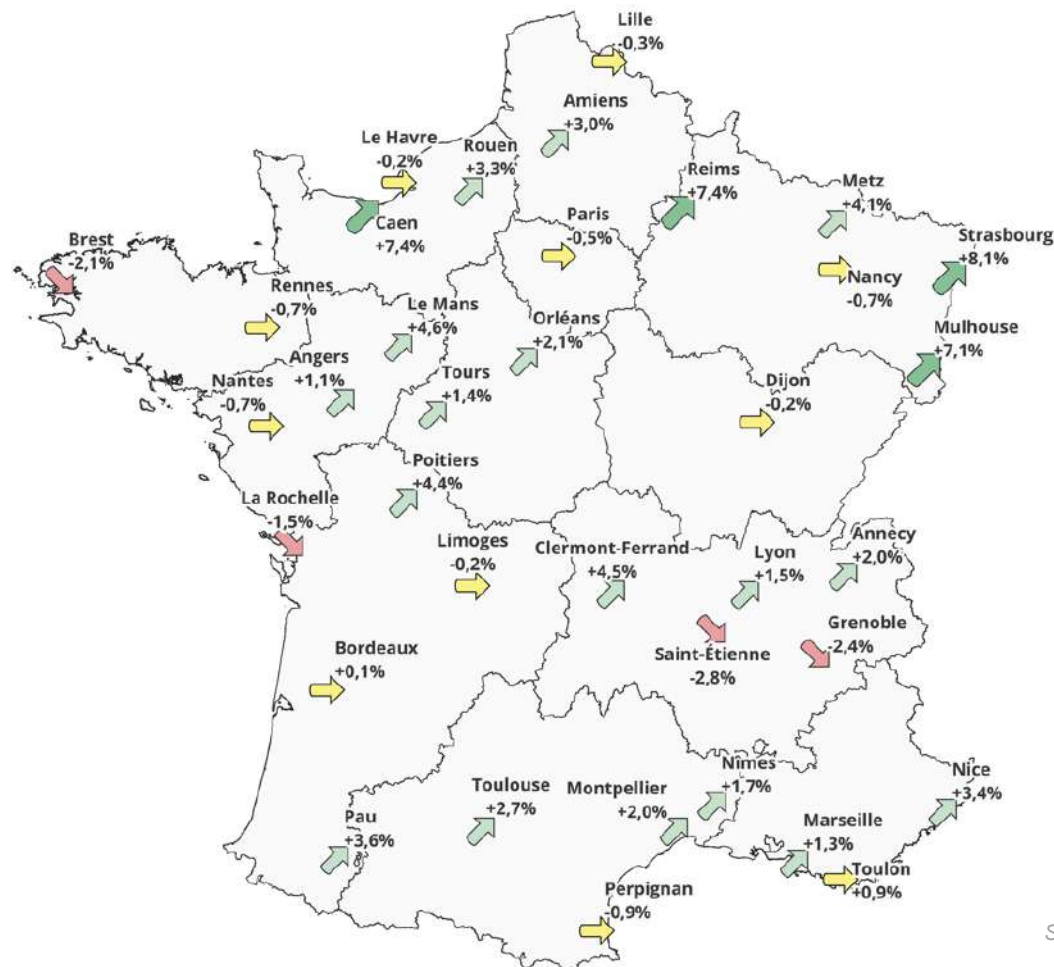 Lille
-0,3%
Amiens
+3,0%
Le Havre
-0,2%
Rouen
+3,3%
Reims
+7,4%
Metz
+4,1%
Caen
+7,4%
Paris
-0,5%
Strasbourg
+8,1%
Brest
-2,1%
Nancy
-0,7%
Rennes
-0,7%
Le Mans
+4,6%
Orléans
+2,1%
Mulhouse
+7,1%
Angers
+1,1%
Nantes
-0,7%
Tours
+1,4%
Dijon
-0,2%
Poitiers
+4,4%
La Rochelle
-1,5%
Limoges
-0,2%
Clermont-Ferrand
+4,5%
Lyon
+1,5%
Annecy
+2,0%
Grenoble
-2,4%
Saint-Étienne
-2,8%
Bordeaux
+0,1%
Nîmes
+1,7%
Nice
+3,4%
Toulouse
+2,7%
Montpellier
+2,0%
Pau
+3,6%
Marseille
+1,3%
Toulon
+0,9%
Perpignan
-0,9%
S